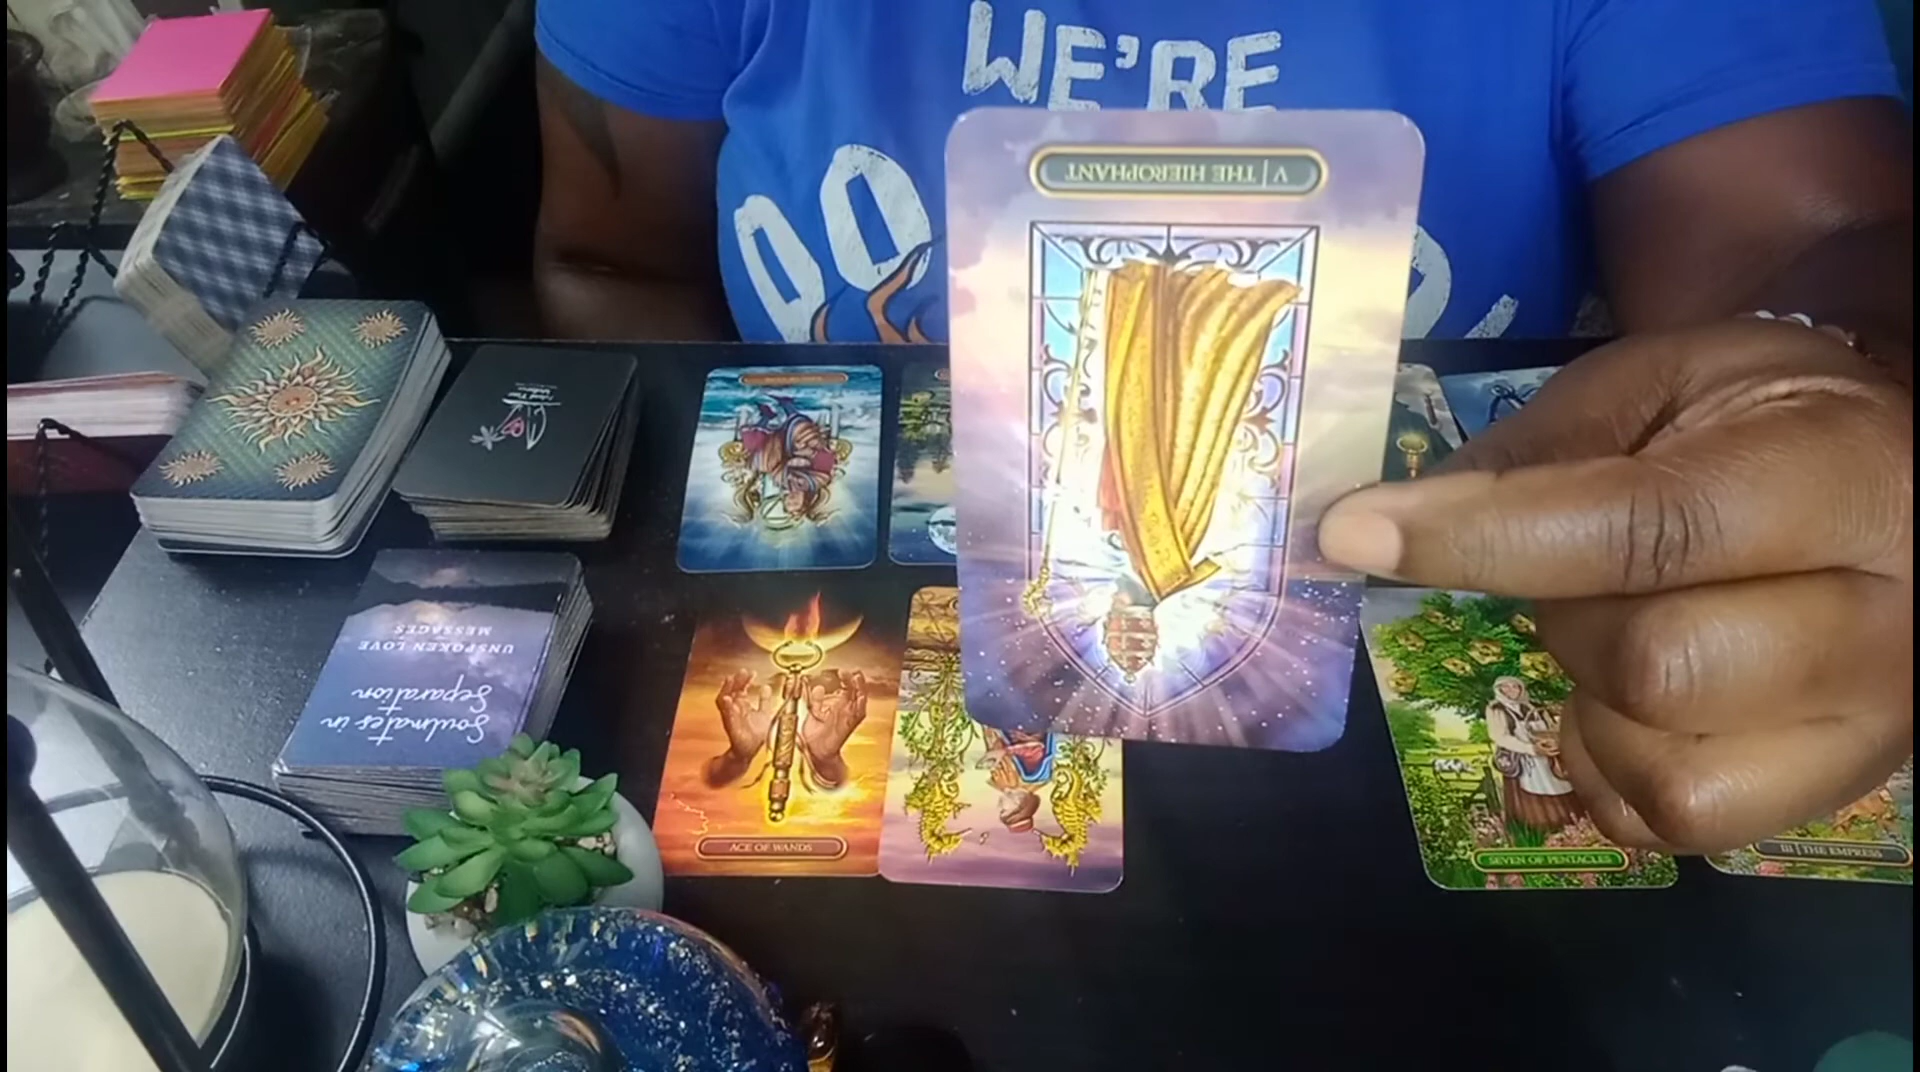 WE'RE
V | THE HIEROPHANT
UNSPOKEN LOVE
MESSAGES
Soulmates in
Separation
ACE OF WANDS
SEVEN OF PENTACLES
III | THE EMPRESS